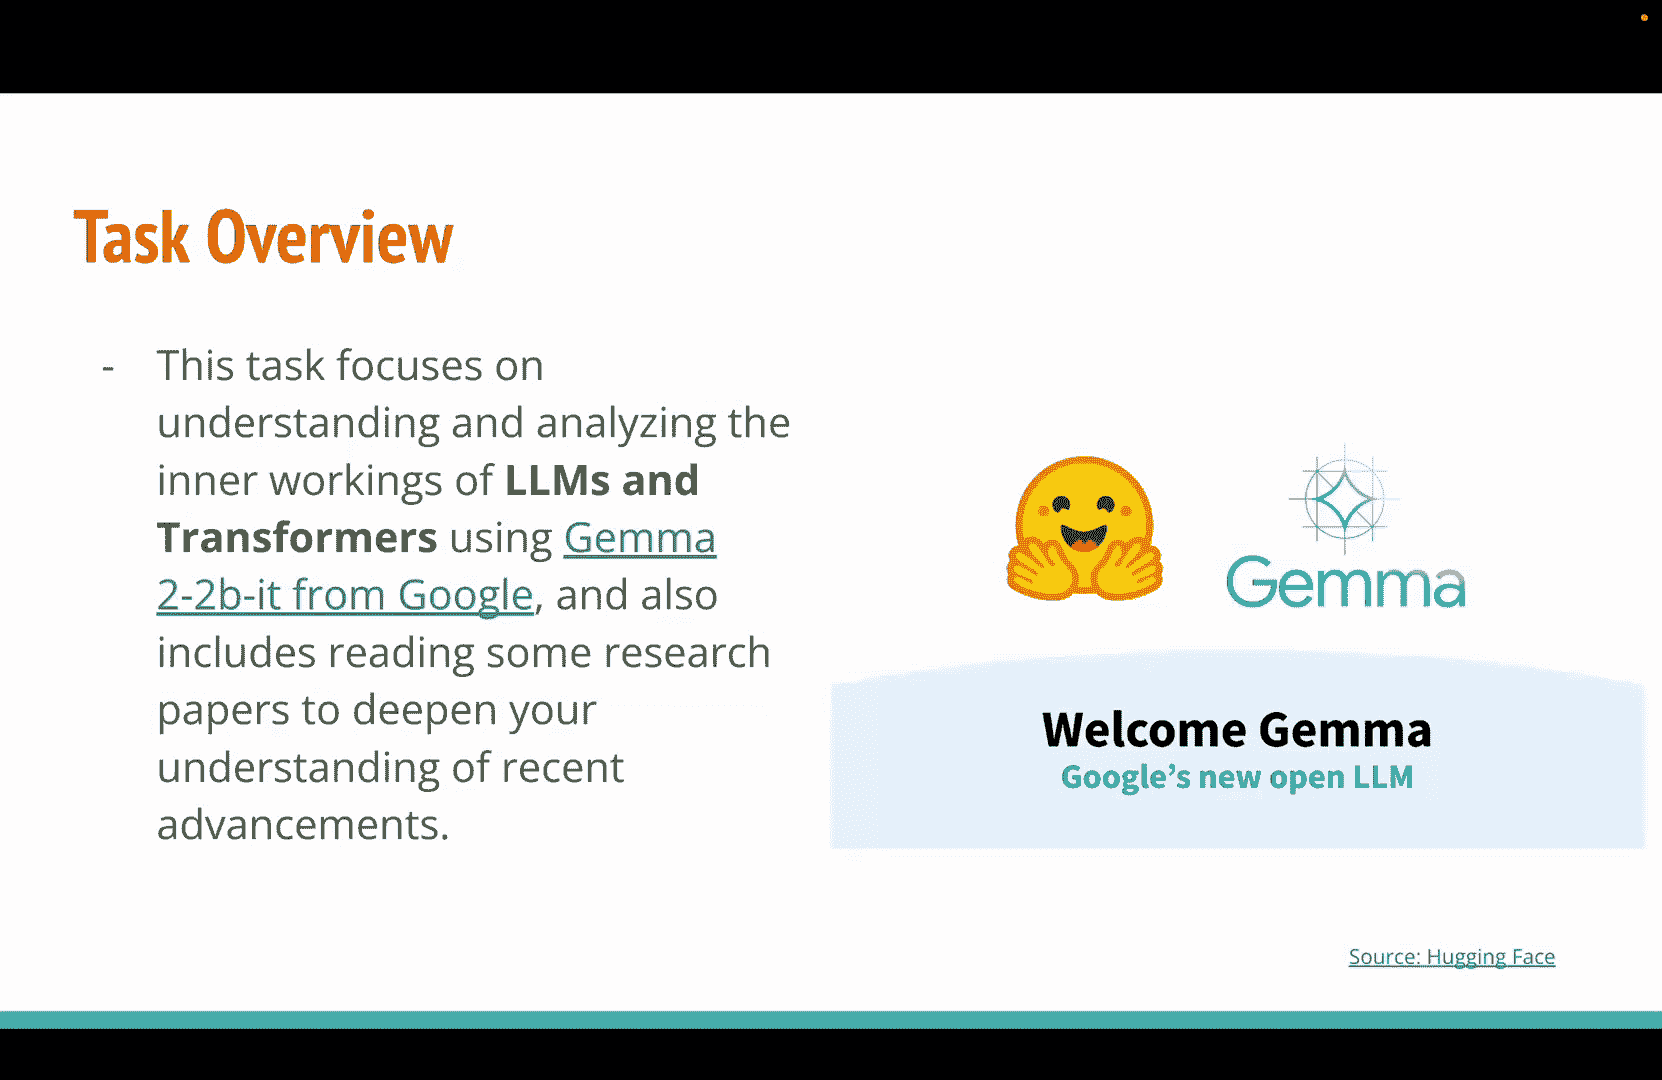 Task Overview
- This task focuses on
understanding and analyzing the
inner workings of LLMs and
Transformers using Gemma
2-2b-it from Google, and also
includes reading some research
papers to deepen your
understanding of recent
advancements.
Gemma
Welcome Gemma
Google’s new open LLM
Source: Hugging Face